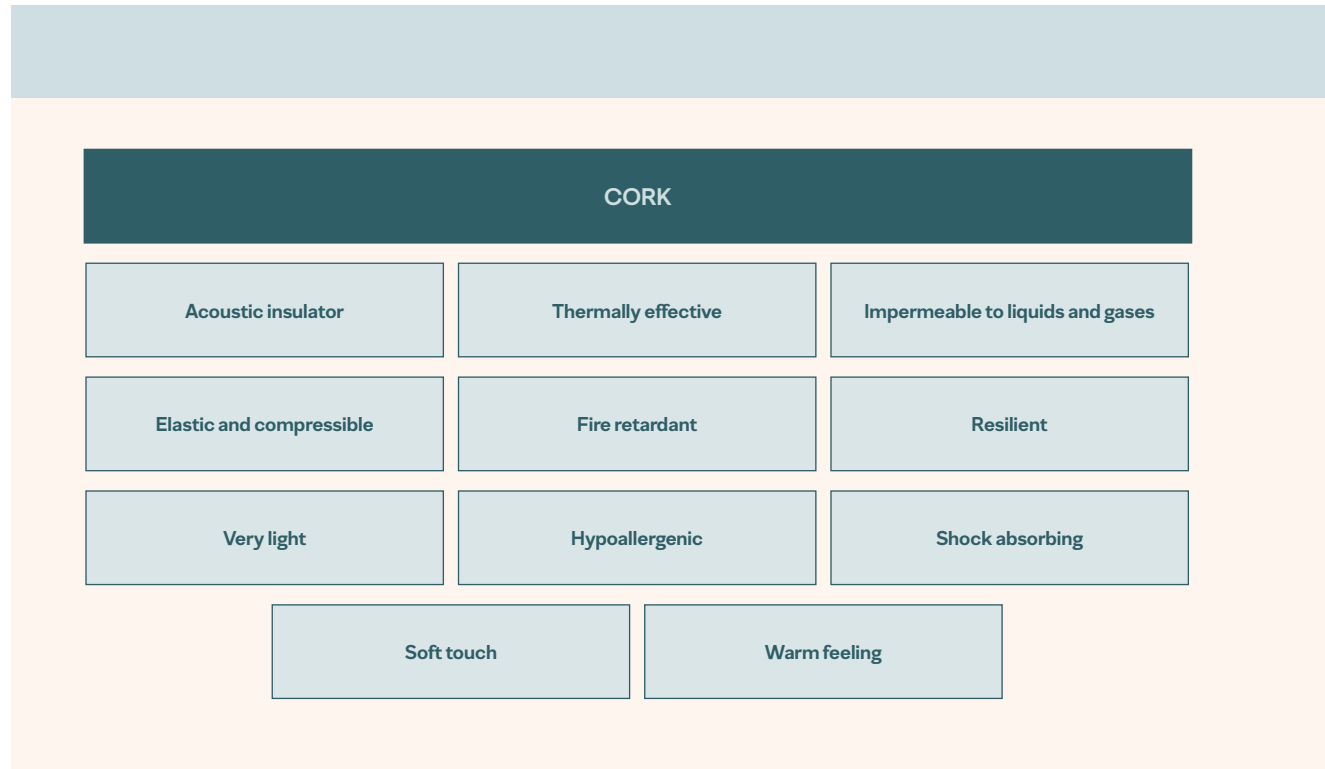 CORK
Acoustic insulator
Thermally effective
Impermeable to liquids and gases
Elastic and compressible
Fire retardant
Resilient
Very light
Hypoallergenic
Shock absorbing
Soft touch
Warm feeling